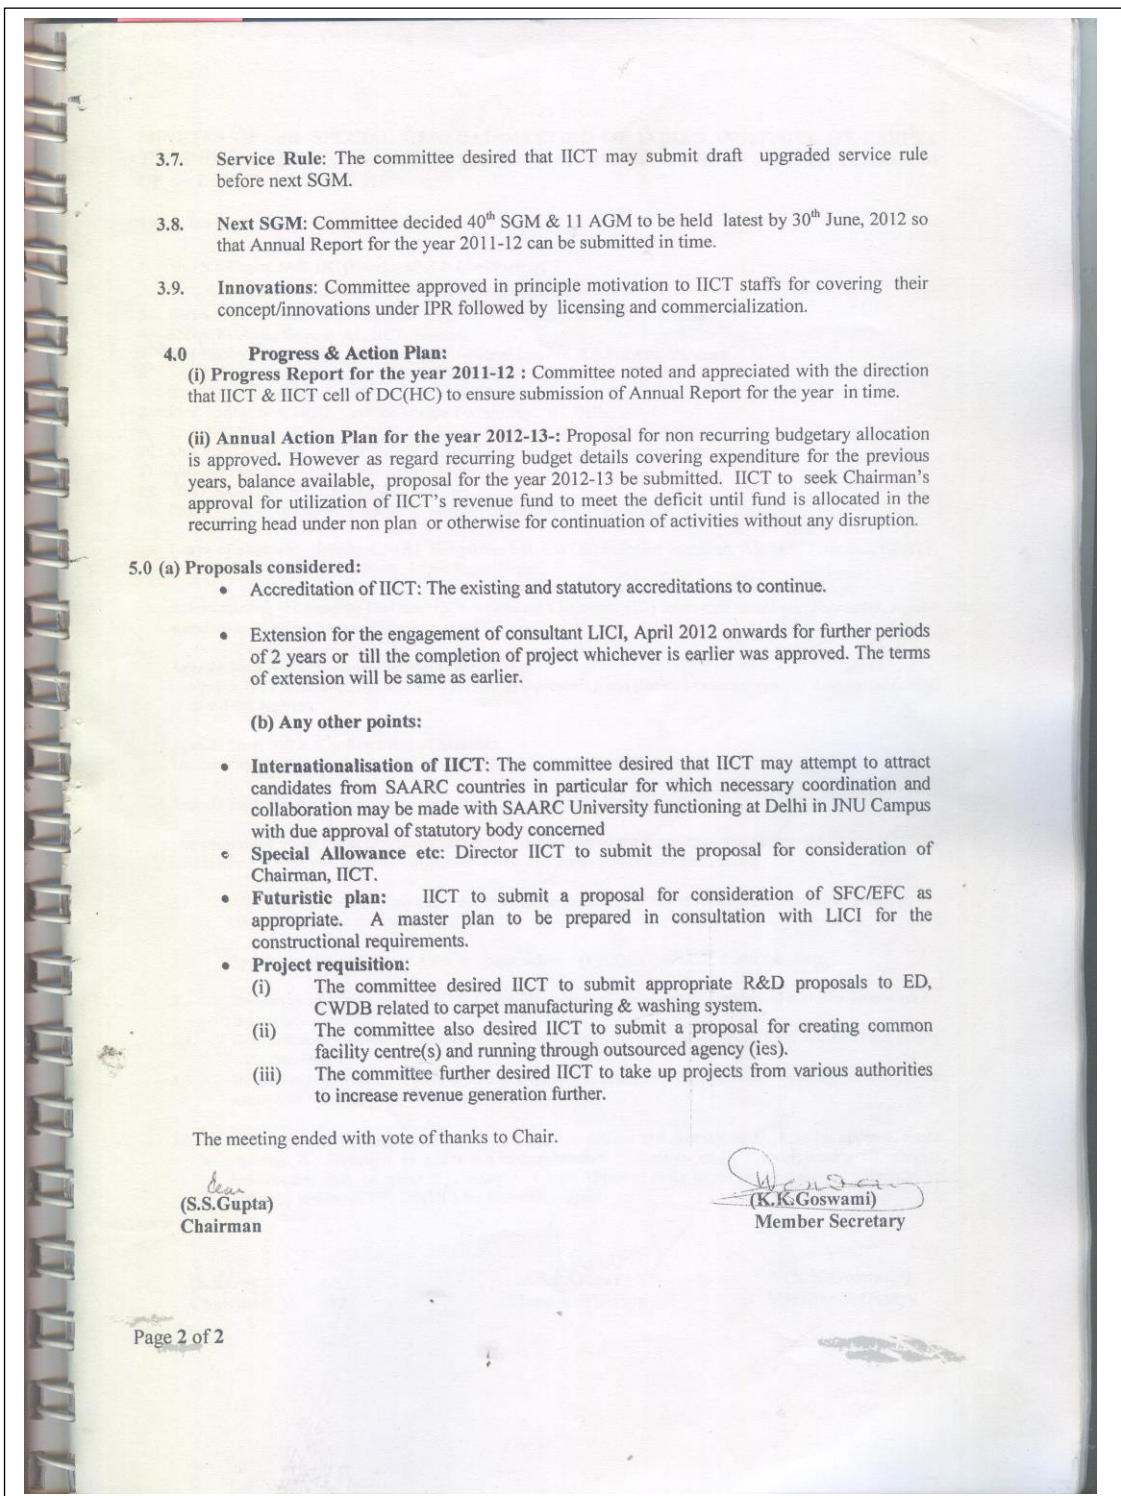 3.7. Service Rule: The committee desired that IICT may submit draft upgraded service rule
before next SGM.
3.8. Next SGM: Committee decided 40th SGM & 11 AGM to be held latest by 30th June, 2012 so
that Annual Report for the year 2011-12 can be submitted in time.
3.9. Innovations: Committee approved in principle motivation to IICT staffs for covering their
concept/innovations under IPR followed by licensing and commercialization.
4.0 Progress & Action Plan:
(i) Progress Report for the year 2011-12 : Committee noted and appreciated with the direction
that IICT & IICT cell of DC(HC) to ensure submission of Annual Report for the year in time.
(ii) Annual Action Plan for the year 2012-13-: Proposal for non recurring budgetary allocation
is approved. However as regard recurring budget details covering expenditure for the previous
years, balance available, proposal for the year 2012-13 be submitted. IICT to seek Chairman's
approval for utilization of IICT's revenue fund to meet the deficit until fund is allocated in the
recurring head under non plan or otherwise for continuation of activities without any disruption.
5.0 (a) Proposals considered:
• Accreditation of IICT: The existing and statutory accreditations to continue.
• Extension for the engagement of consultant LICI, April 2012 onwards for further periods
of 2 years or till the completion of project whichever is earlier was approved. The terms
of extension will be same as earlier.
(b) Any other points:
• Internationalisation of IICT: The committee desired that IICT may attempt to attract
candidates from SAARC countries in particular for which necessary coordination and
collaboration may be made with SAARC University functioning at Delhi in JNU Campus
with due approval of statutory body concerned
• Special Allowance etc: Director IICT to submit the proposal for consideration of
Chairman, IICT.
• Futuristic plan: IICT to submit a proposal for consideration of SFC/EFC as
appropriate. A master plan to be prepared in consultation with LICI for the
constructional requirements.
• Project requisition:
(i) The committee desired IICT to submit appropriate R&D proposals to ED,
CWDB related to carpet manufacturing & washing system.
(ii) The committee also desired IICT to submit a proposal for creating common
facility centre(s) and running through outsourced agency (ies).
(iii) The committee further desired IICT to take up projects from various authorities
to increase revenue generation further.
The meeting ended with vote of thanks to Chair.
(S.S.Gupta) (K.K.Goswami)
Chairman Member Secretary
Page 2 of 2